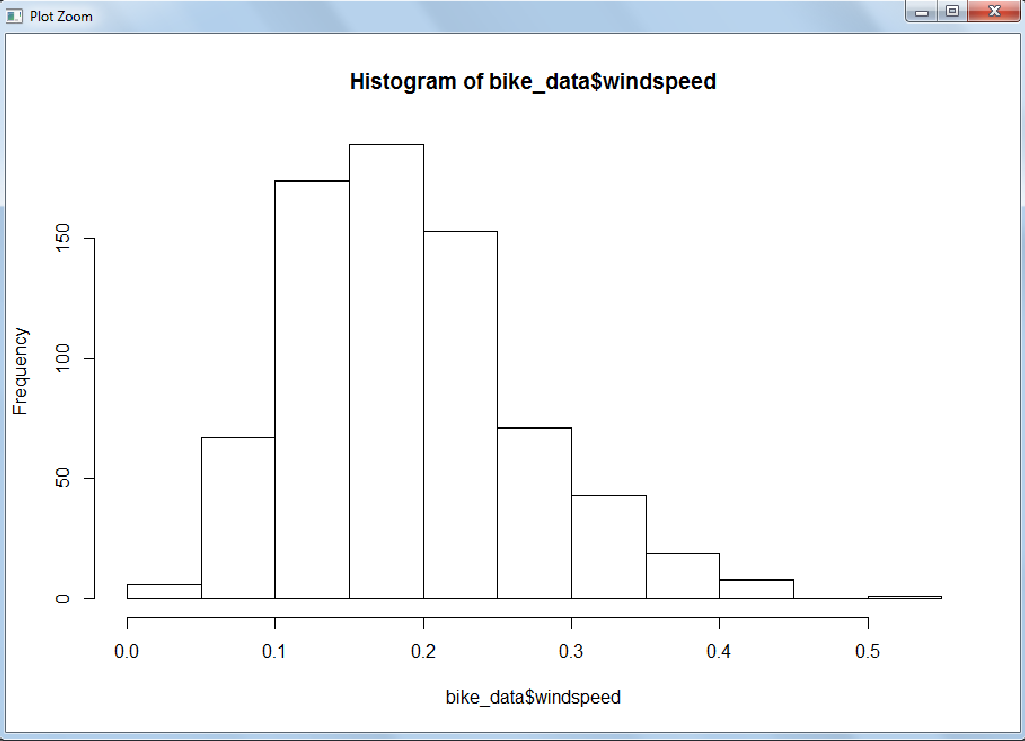 Plot Zoom
Histogram of bike_data$windspeed
Frequency
150
100
50
0
0.0 0.1 0.2 0.3 0.4 0.5
bike_data$windspeed